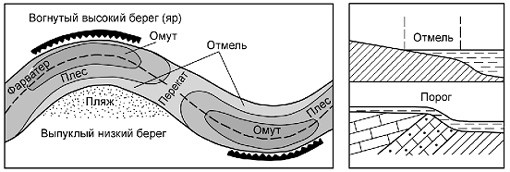 Вогнутый высокий берег (яр)
Омут
Отмель
Фарватер
Плес
Перекат
Пляж
Плес
Омут
Выпуклый низкий берег
Отмель
Порог